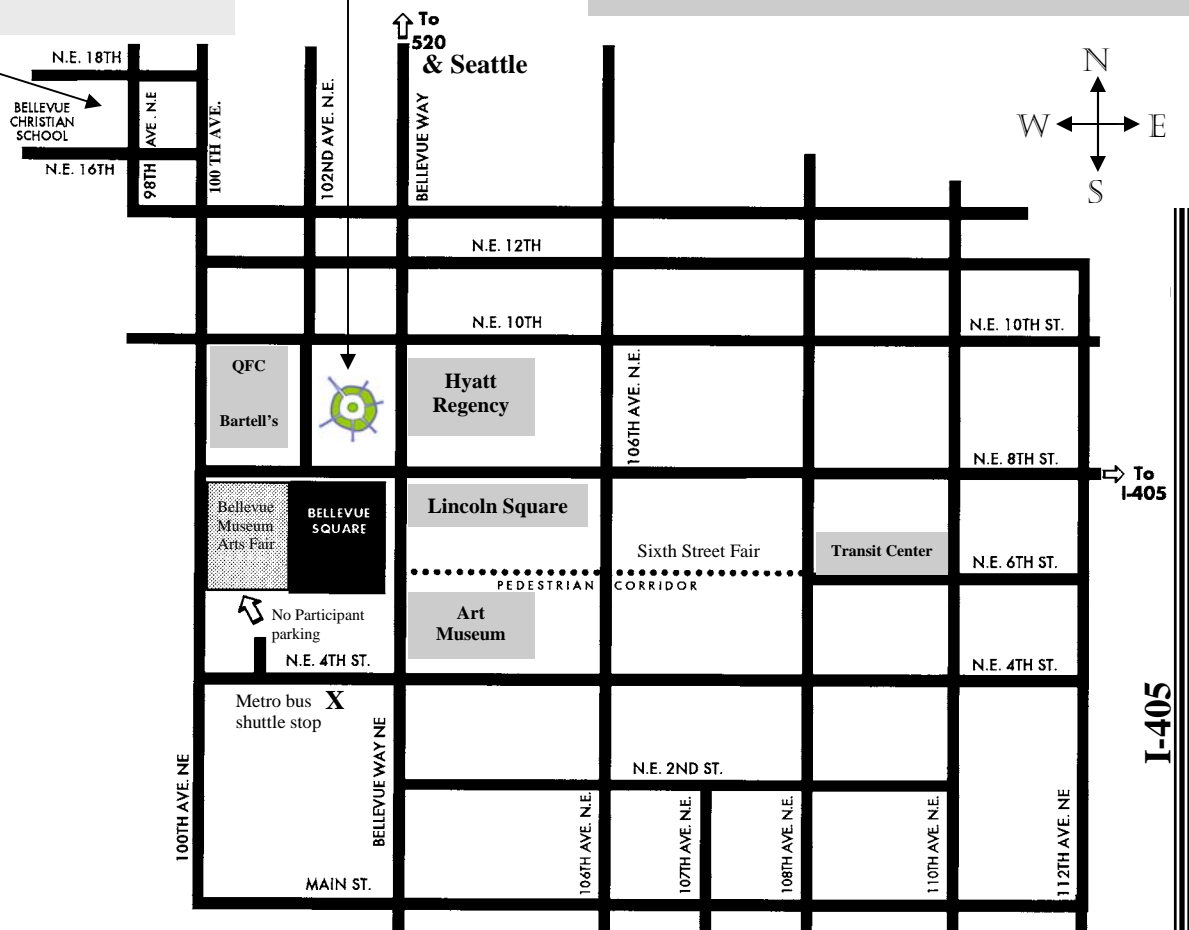 To
520
& Seattle
N.E. 18TH
BELLEVUE
CHRISTIAN
SCHOOL
N.E. 16TH
98TH AVE. N.E
100 TH AVE.
102ND AVE. N.E.
BELLEVUE WAY
N
W E
S
N.E. 12TH
N.E. 10TH
N.E. 10TH ST.
QFC
Bartell's
Hyatt
Regency
106TH AVE. N.E.
N.E. 8TH ST.
To
I-405
Bellevue
Museum
Arts Fair
BELLEVUE
SQUARE
Lincoln Square
Sixth Street Fair
Transit Center
N.E. 6TH ST.
PEDESTRIAN CORRIDOR
No Participant
parking
Art
Museum
N.E. 4TH ST.
N.E. 4TH ST.
Metro bus X
shuttle stop
I-405
100TH AVE. NE
BELLEVUE WAY NE
N.E. 2ND ST.
106TH AVE. N.E.
107TH AVE. N.E.
108TH AVE. N.E.
110TH AVE. N.E.
112TH AVE. NE
MAIN ST.